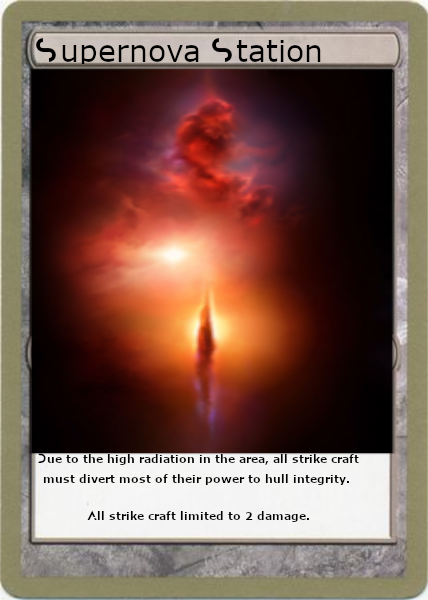 Supernova Station
Due to the high radiation in the area, all strike craft
must divert most of their power to hull integrity.
All strike craft limited to 2 damage.